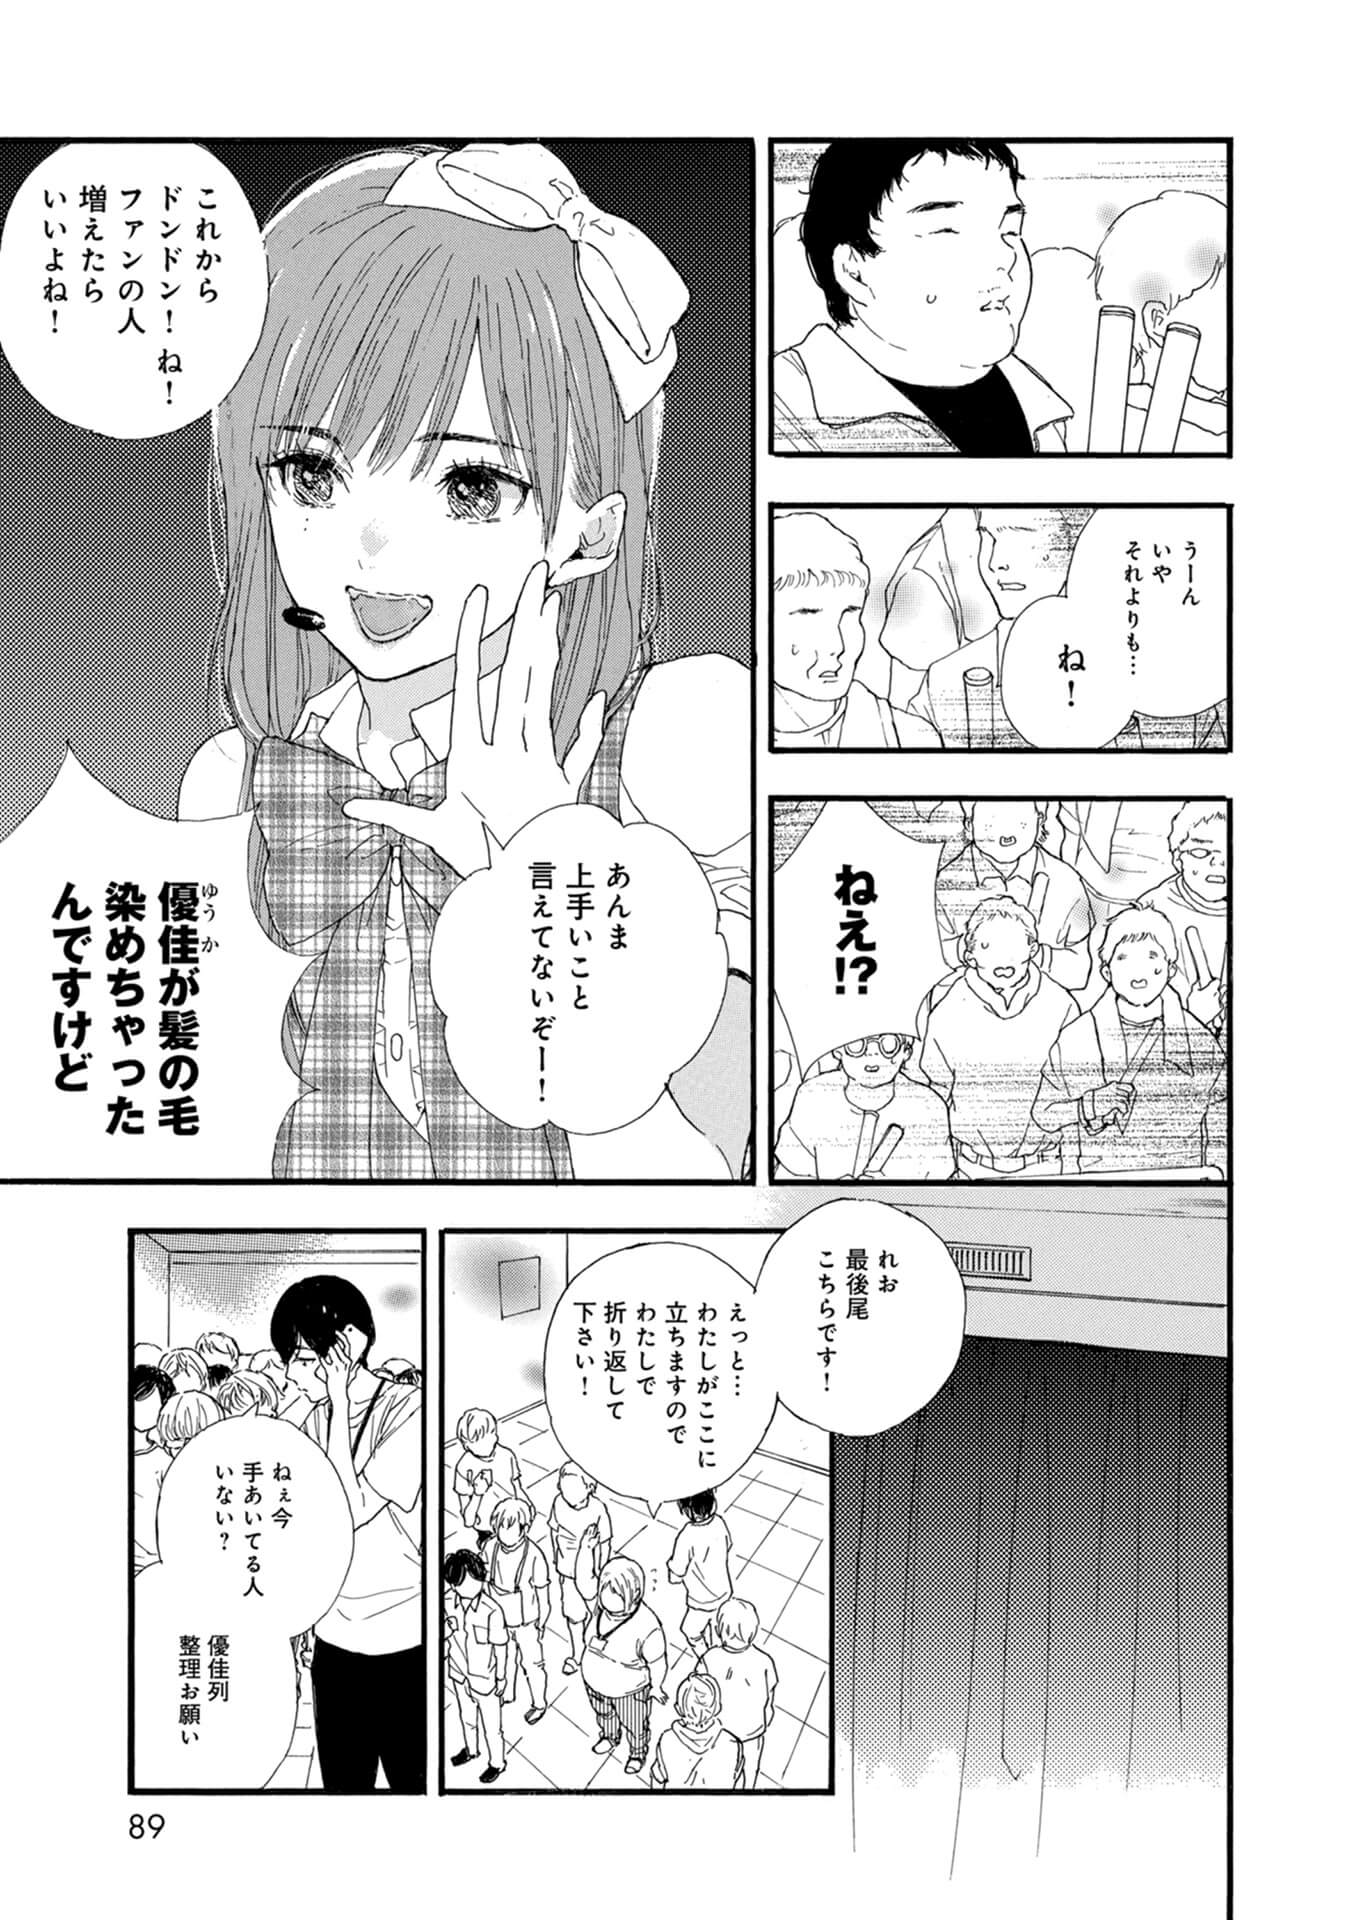 うーん
いや
それよりも…
ね！
ねえ!?
これから
ドンドン！ね！
ファンの人
増えたら
いいよね！
あんま
上手いこと
言えてないぞー！
優佳が髪の毛
ゆうか
染めちゃった
んですけど
れお
最後尾
こちらです！
えっと…
わたしがここに
立ちますので
わたしで
折り返して
下さい！
ねぇ今
手あいてる人
いない？
優佳列
整理お願い
89